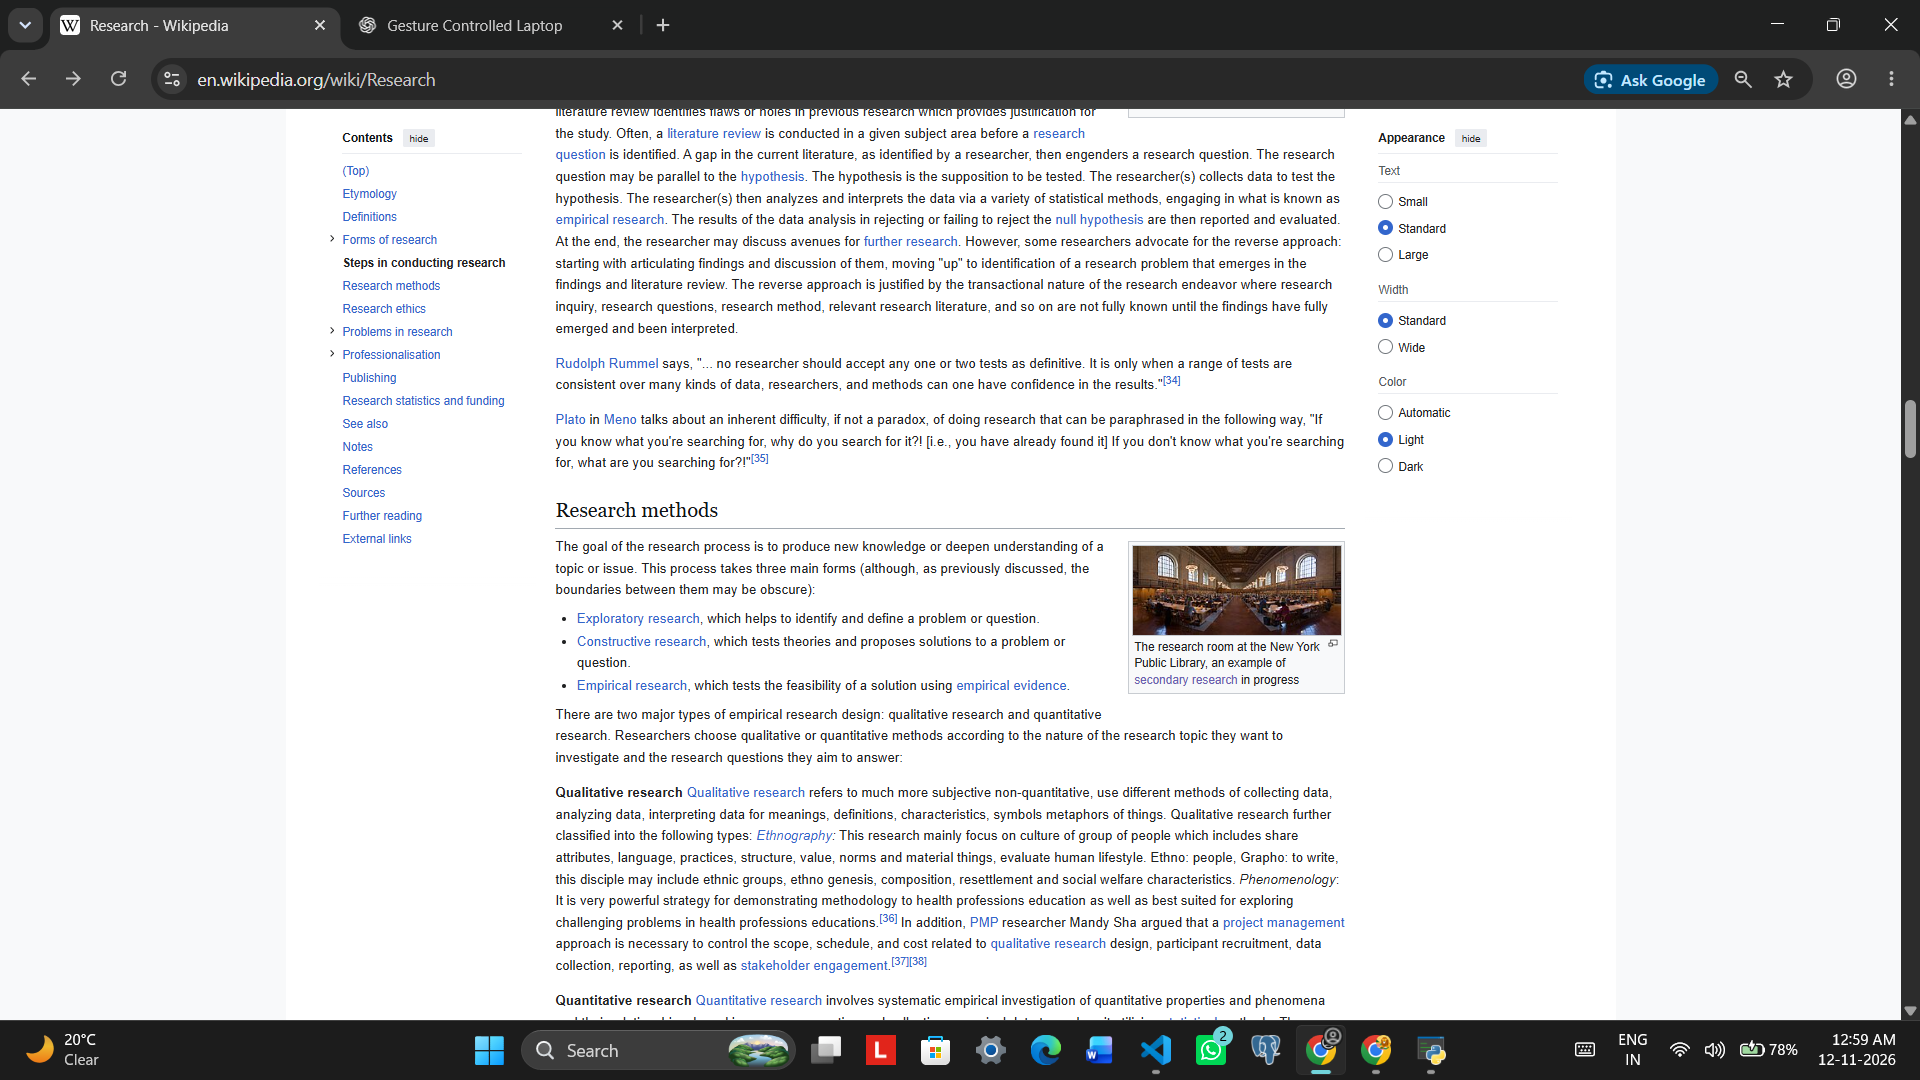 Research - Wikipedia
Gesture Controlled Laptop
en.wikipedia.org/wiki/Research
Ask Google
Contents hide
(Top)
Etymology
Definitions
Forms of research
Steps in conducting research
Research methods
Research ethics
Problems in research
Professionalisation
Publishing
Research statistics and funding
See also
Notes
References
Sources
Further reading
External links
literature review identifies flaws or holes in previous research which provides justification for
the study. Often, a literature review is conducted in a given subject area before a research
question is identified. A gap in the current literature, as identified by a researcher, then engenders a research question. The research
question may be parallel to the hypothesis. The hypothesis is the supposition to be tested. The researcher(s) collects data to test the
hypothesis. The researcher(s) then analyzes and interprets the data via a variety of statistical methods, engaging in what is known as
empirical research. The results of the data analysis in rejecting or failing to reject the null hypothesis are then reported and evaluated.
At the end, the researcher may discuss avenues for further research. However, some researchers advocate for the reverse approach:
starting with articulating findings and discussion of them, moving "up" to identification of a research problem that emerges in the
findings and literature review. The reverse approach is justified by the transactional nature of the research endeavor where research
inquiry, research questions, research method, relevant research literature, and so on are not fully known until the findings have fully
emerged and been interpreted.
Rudolph Rummel says, "... no researcher should accept any one or two tests as definitive. It is only when a range of tests are
consistent over many kinds of data, researchers, and methods can one have confidence in the results."[34]
Plato in Meno talks about an inherent difficulty, if not a paradox, of doing research that can be paraphrased in the following way, "If
you know what you're searching for, why do you search for it?! [i.e., you have already found it] If you don't know what you're searching
for, what are you searching for?!"[35]
Research methods
The goal of the research process is to produce new knowledge or deepen understanding of a
topic or issue. This process takes three main forms (although, as previously discussed, the
boundaries between them may be obscure):
• Exploratory research, which helps to identify and define a problem or question.
• Constructive research, which tests theories and proposes solutions to a problem or
question.
• Empirical research, which tests the feasibility of a solution using empirical evidence.
The research room at the New York
Public Library, an example of
secondary research in progress
There are two major types of empirical research design: qualitative research and quantitative
research. Researchers choose qualitative or quantitative methods according to the nature of the research topic they want to
investigate and the research questions they aim to answer:
Qualitative research Qualitative research refers to much more subjective non-quantitative, use different methods of collecting data,
analyzing data, interpreting data for meanings, definitions, characteristics, symbols metaphors of things. Qualitative research further
classified into the following types: Ethnography: This research mainly focus on culture of group of people which includes share
attributes, language, practices, structure, value, norms and material things, evaluate human lifestyle. Ethno: people, Grapho: to write,
this disciple may include ethnic groups, ethno genesis, composition, resettlement and social welfare characteristics. Phenomenology:
It is very powerful strategy for demonstrating methodology to health professions education as well as best suited for exploring
challenging problems in health professions educations.[36] In addition, PMP researcher Mandy Sha argued that a project management
approach is necessary to control the scope, schedule, and cost related to qualitative research design, participant recruitment, data
collection, reporting, as well as stakeholder engagement.[37][38]
Quantitative research Quantitative research involves systematic empirical investigation of quantitative properties and phenomena
Appearance hide
Text
Small
Standard
Large
Width
Standard
Wide
Color
Automatic
Light
Dark
20°C
Clear
Search
L
2
ENG
IN
78%
12:59 AM
12-11-2026